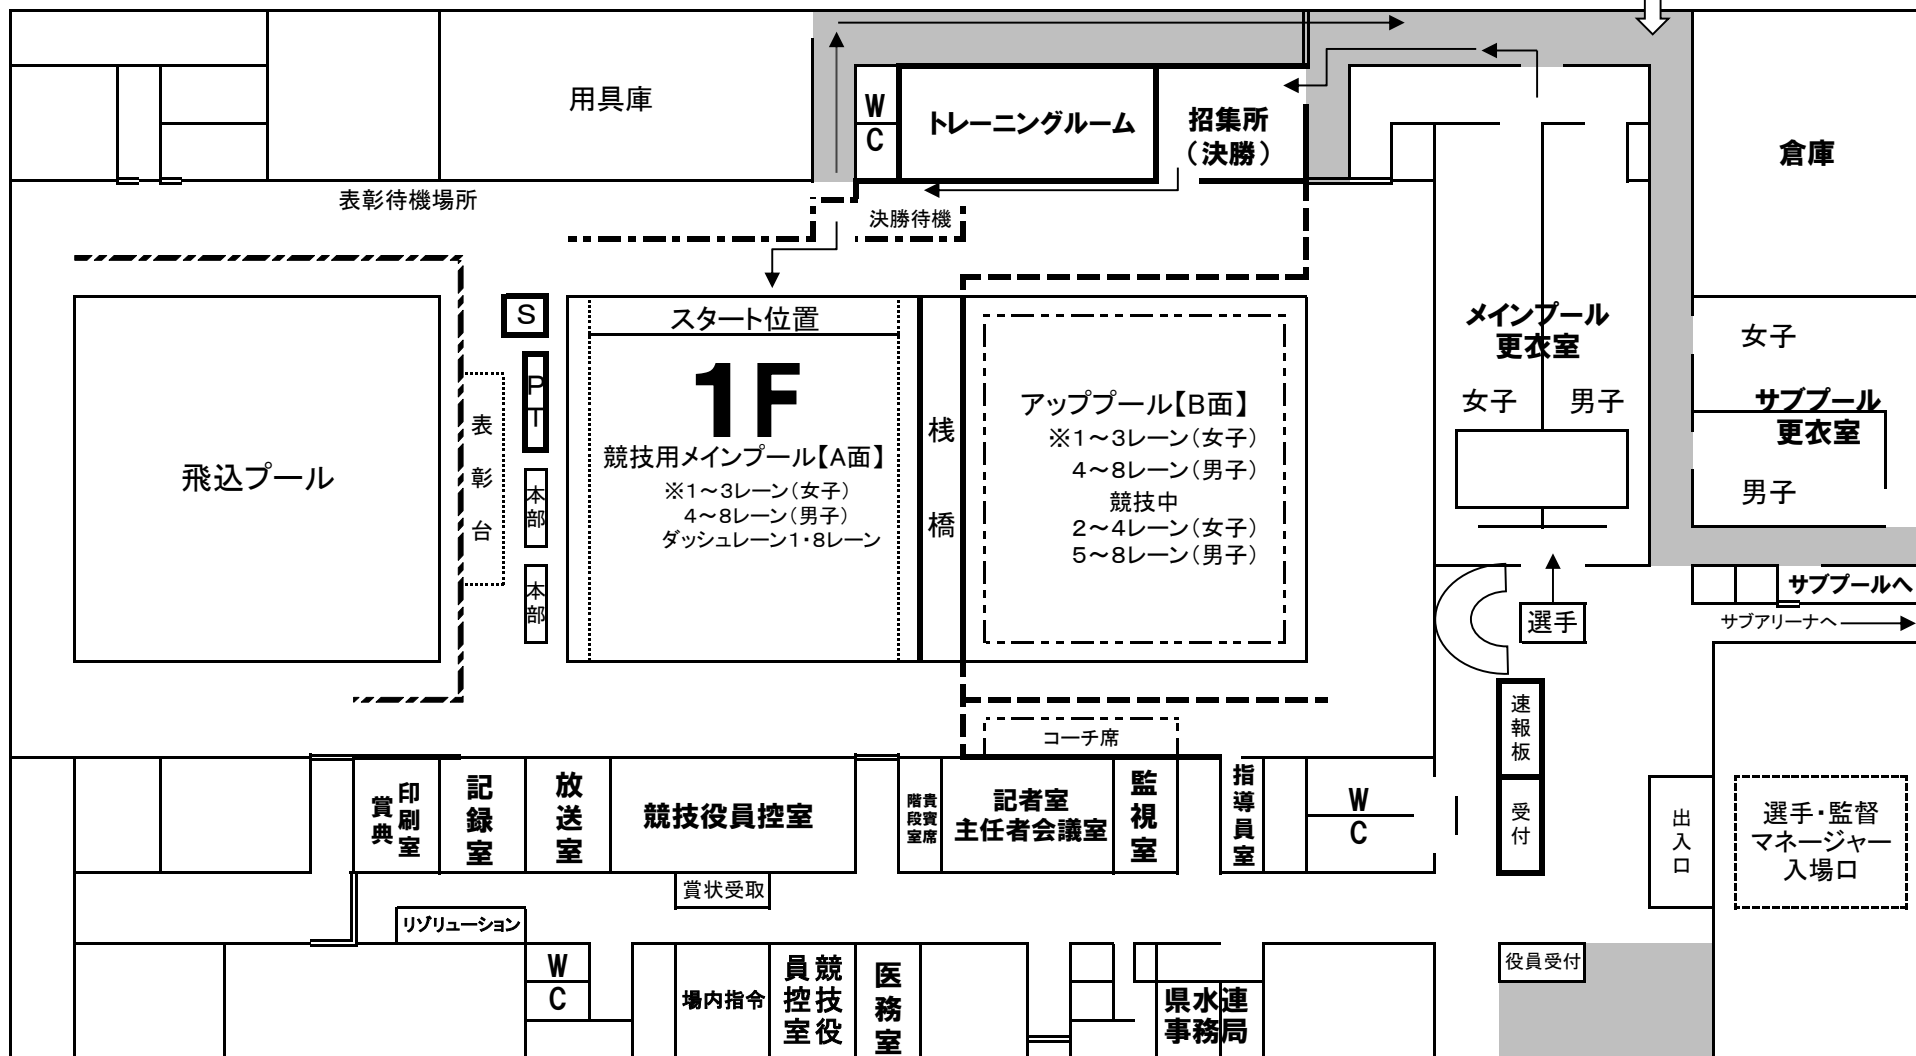 用具庫
W
C
トレーニングルーム
招集所
（決勝）
倉庫
表彰待機場所
決勝待機
S
スタート位置
1F
PT
表彰台
本部
本部
飛込プール
競技用メインプール【A面】
※1～3レーン（女子）
4～8レーン（男子）
ダッシュレーン1・8レーン
桟橋
アッププール【B面】
※1～3レーン（女子）
4～8レーン（男子）
競技中
2～4レーン（女子）
5～8レーン（男子）
メインプール
更衣室
女子
男子
女子
サブプール
更衣室
男子
サブプールへ
サブアリーナへ
選手
速報板
受付
コーチ席
賞典
印刷室
記録室
放送室
競技役員控室
貴賓席
階段室
記者室
主任者会議室
監視室
指導員室
W
C
出入口
選手・監督
マネージャー
入場口
賞状受取
リゾリューション
W
C
場内指令
競技役
員控室
医務室
県水連
事務局
役員受付